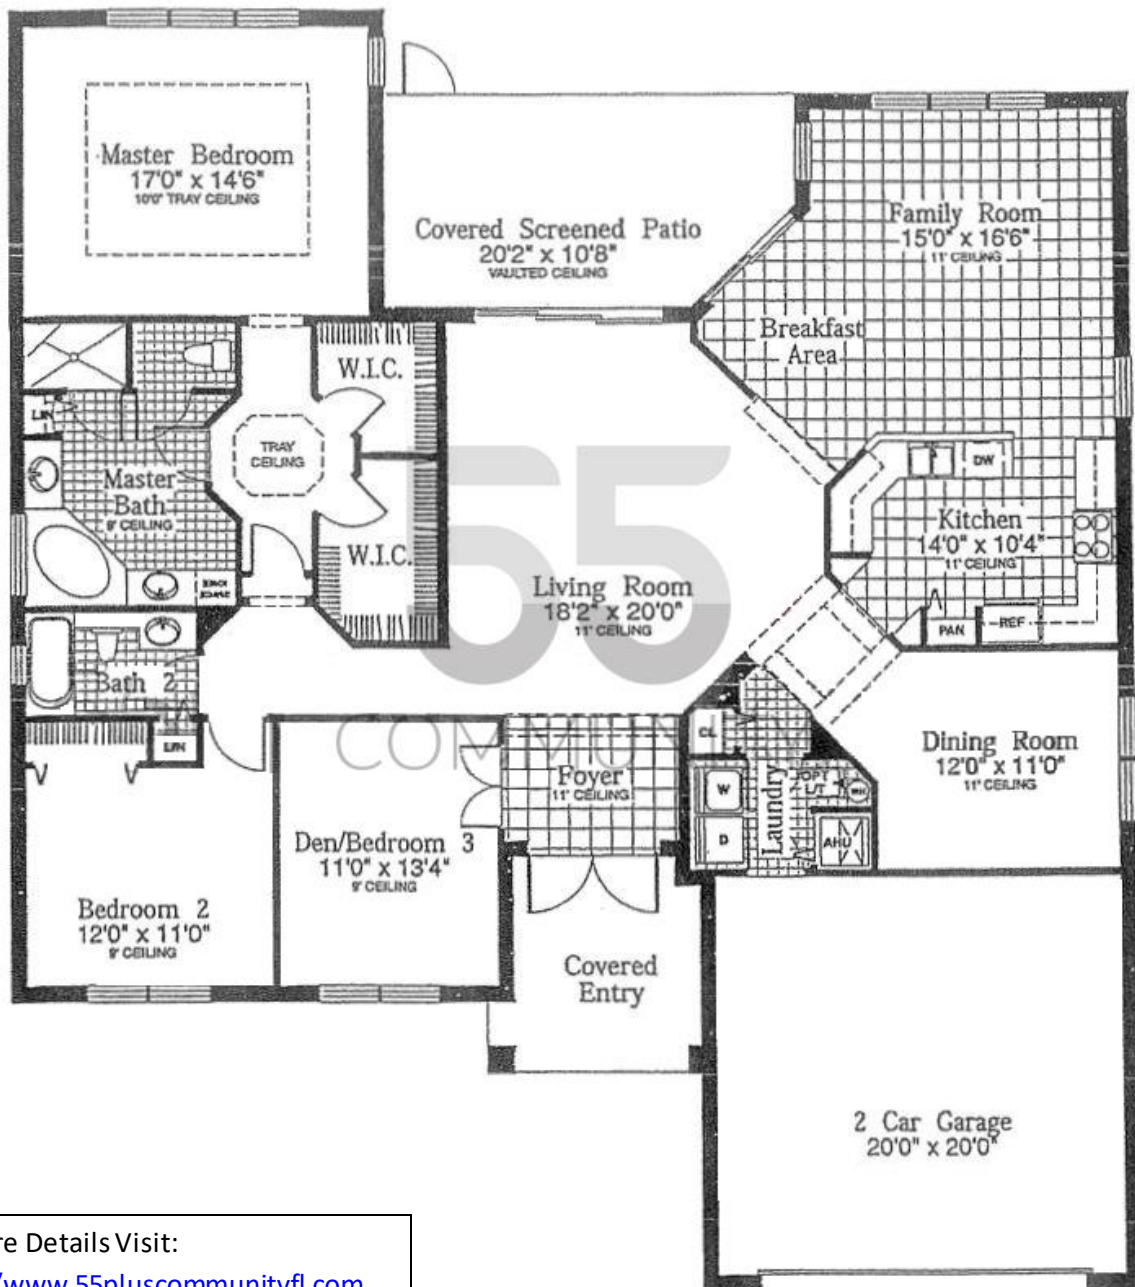 Master Bedroom
17'0" x 14'6"
10'0" TRAY CEILING
Covered Screened Patio
20'2" x 10'8"
VAULTED CEILING
Family Room
15'0" x 16'6"
11' CEILING
Breakfast
Area
W.I.C.
LIN
TRAY
CEILING
Master
Bath
9' CEILING
DW
Kitchen
14'0" x 10'4"
11' CEILING
W.I.C.
55
Living Room
18'2" x 20'0"
11' CEILING
PAN
REF
Bath 2
LIN
COMMUNITY
CL
Dining Room
12'0" x 11'0"
11' CEILING
Foyer
11' CEILING
W
D
Laundry
OPT
L/T
WH
AHU
Den/Bedroom 3
11'0" x 13'4"
9' CEILING
Bedroom 2
12'0" x 11'0"
9' CEILING
Covered
Entry
2 Car Garage
20'0" x 20'0"
re Details Visit:
/www.55pluscommunityfl.com